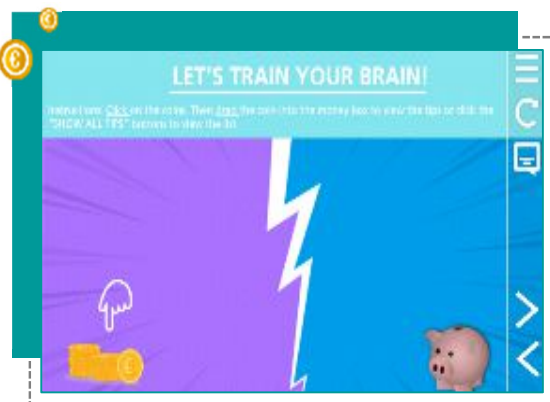 LET'S TRAIN YOUR BRAIN!
Instructions: Click on the coins. Then drag the coin into the money box to view the tips or click the
"SHOW ALL TIPS" buttons to view the list